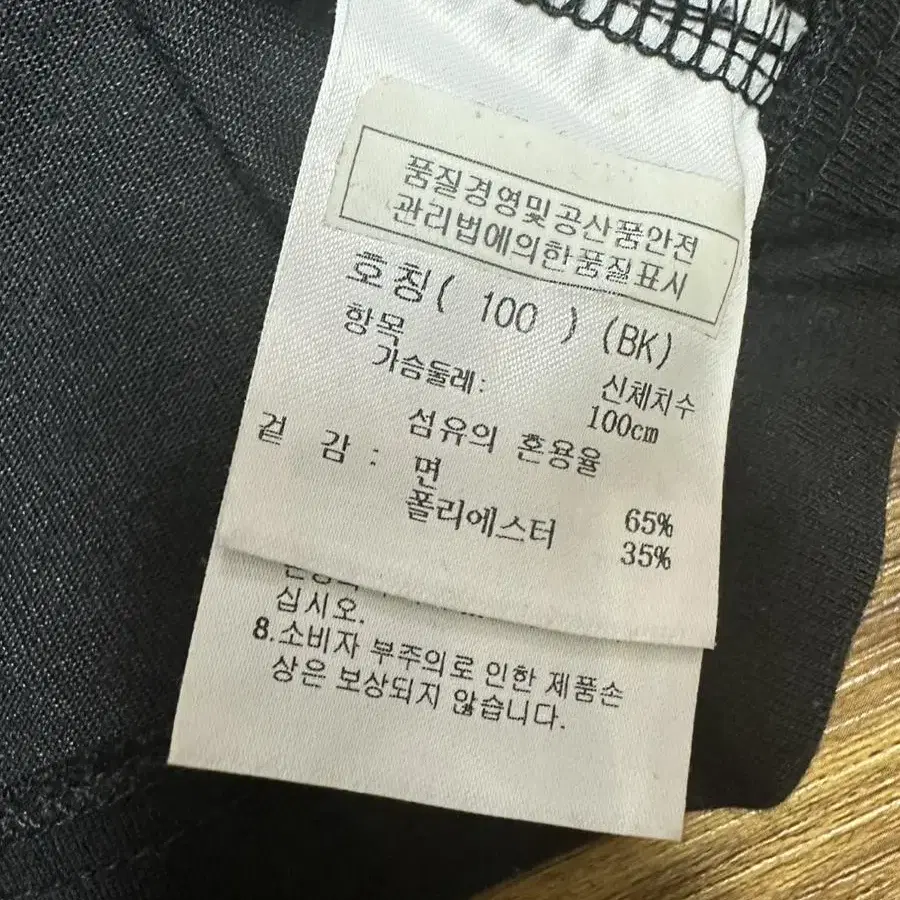 품질경영및공산품안전
관리법에의한품질표시
호칭( 100 ) (BK)
항목 신체치수
가슴둘레: 100cm
섬유의 혼용율
겉 감 : 면 65%
폴리에스터 35%
십시오.
8.소비자 부주의로 인한 제품손
상은 보상되지 않습니다.